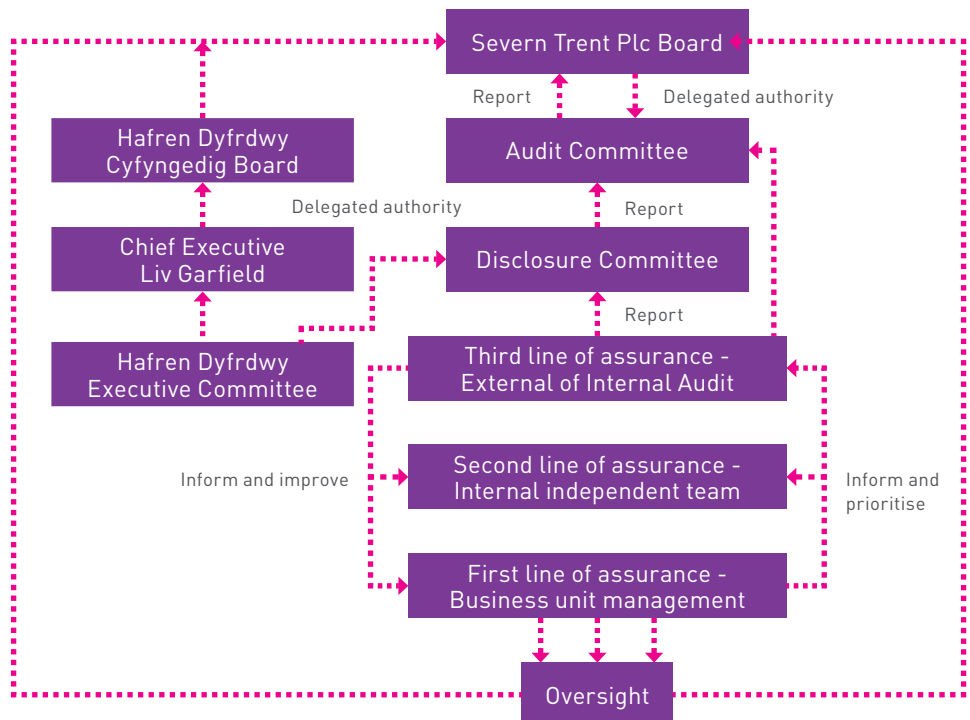 Severn Trent Plc Board
Report
Delegated authority
Hafren Dyfrdwy
Cyfyngedig Board
Audit Committee
Delegated authority
Report
Chief Executive
Liv Garfield
Disclosure Committee
Report
Hafren Dyfrdwy
Executive Committee
Third line of assurance -
External of Internal Audit
Inform and improve
Second line of assurance -
Internal independent team
Inform and
prioritise
First line of assurance -
Business unit management
Oversight